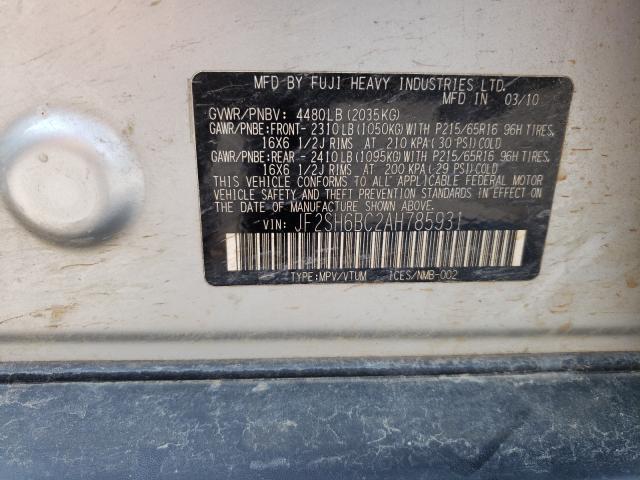 MFD BY FUJI HEAVY INDUSTRIES LTD.
MFD IN 03/10
GVWR/PNBV: 4480LB (2035KG)
GAWR/PNBE:FRONT- 2310 LB (1050KG) WITH P215/65R16 96H TIRES,
16X6 1/2J RIMS AT 210 KPA (30 PSI) COLD
GAWR/PNBE:REAR - 2410 LB (1095KG) WITH P215/65R16 96H TIRES,
16X6 1/2J RIMS AT 200 KPA (29 PSI) COLD
THIS VEHICLE CONFORMS TO ALL APPLICABLE FEDERAL MOTOR
VEHICLE SAFETY AND THEFT PREVENTION STANDARDS IN EFFECT ON THE
DATE OF MANUFACTURE SHOWN ABOVE.
VIN: JF2SH6BC2AH785931
TYPE:MPV/VTUM ICES/NMB-002